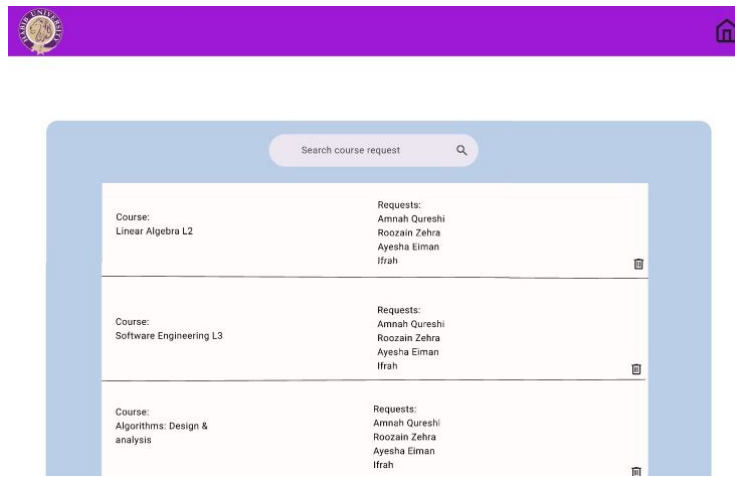 HABIB UNIVERSITY
Search course request
Course:
Linear Algebra L2
Requests:
Amnah Qureshi
Roozain Zehra
Ayesha Eiman
Ifrah
Course:
Software Engineering L3
Requests:
Amnah Qureshi
Roozain Zehra
Ayesha Eiman
Ifrah
Course:
Algorithms: Design &
analysis
Requests:
Amnah Qureshi
Roozain Zehra
Ayesha Eiman
Ifrah